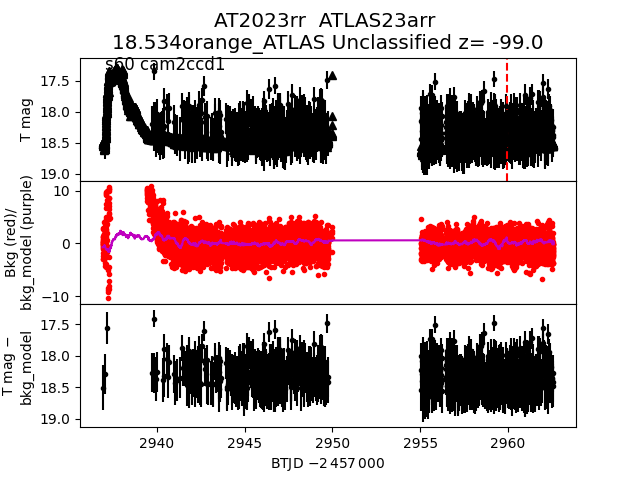 AT2023rr  ATLAS23arr
18.534orange_ATLAS Unclassified z= -99.0
s60 cam2ccd1
T mag
17.5
18.0
18.5
19.0
Bkg (red)/
bkg_model (purple)
10
0
−10
T mag −
bkg_model
17.5
18.0
18.5
19.0
2940 2945 2950 2955 2960
BTJD −2 457 000